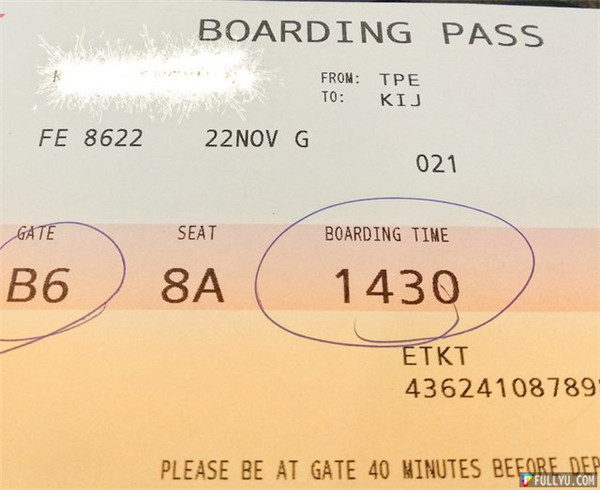 BOARDING PASS
FROM: TPE
TO: KIJ
FE 8622 22NOV G
021
GATE SEAT BOARDING TIME
B6 8A 1430
ETKT
43624108789
PLEASE BE AT GATE 40 MINUTES BEFORE DEP
FULLYU.COM